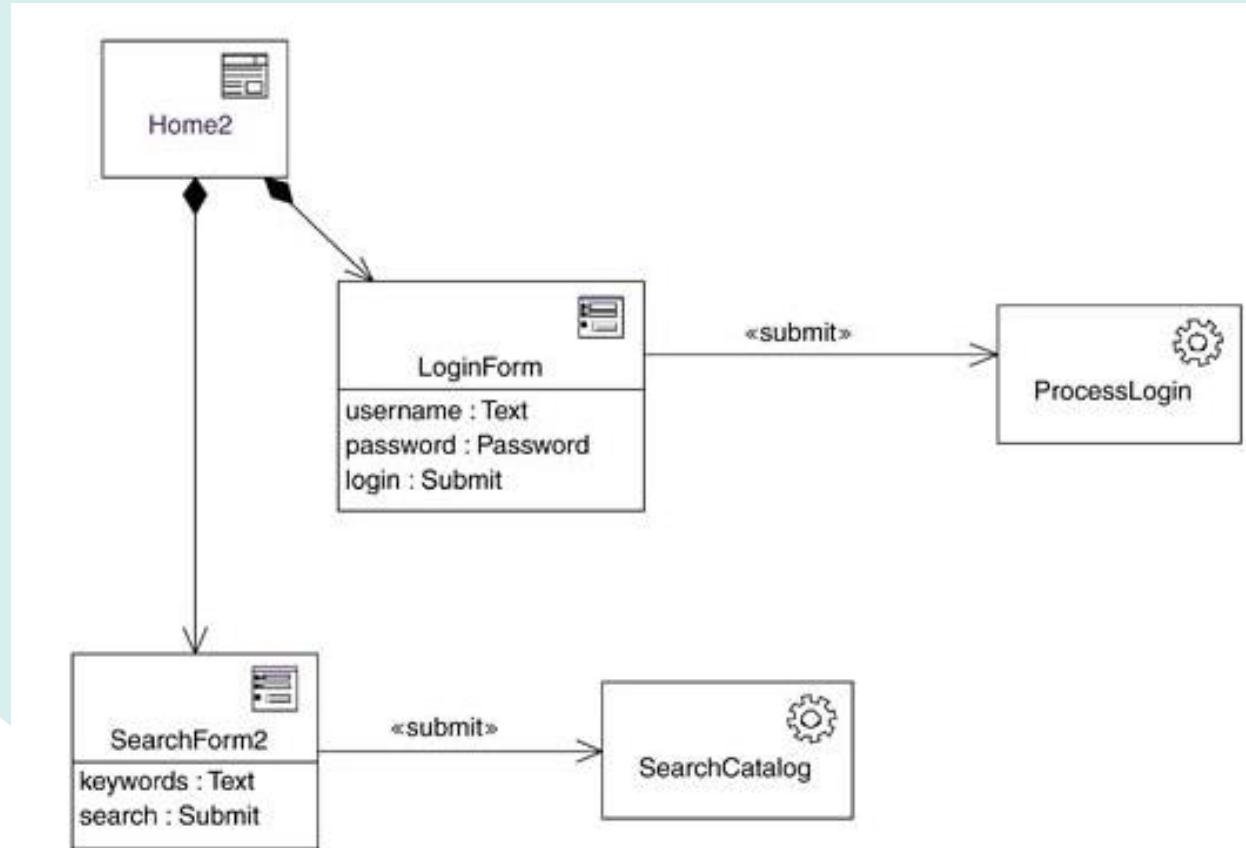 Home2
LoginForm
username : Text
password : Password
login : Submit
«submit»
ProcessLogin
SearchForm2
keywords : Text
search : Submit
«submit»
SearchCatalog